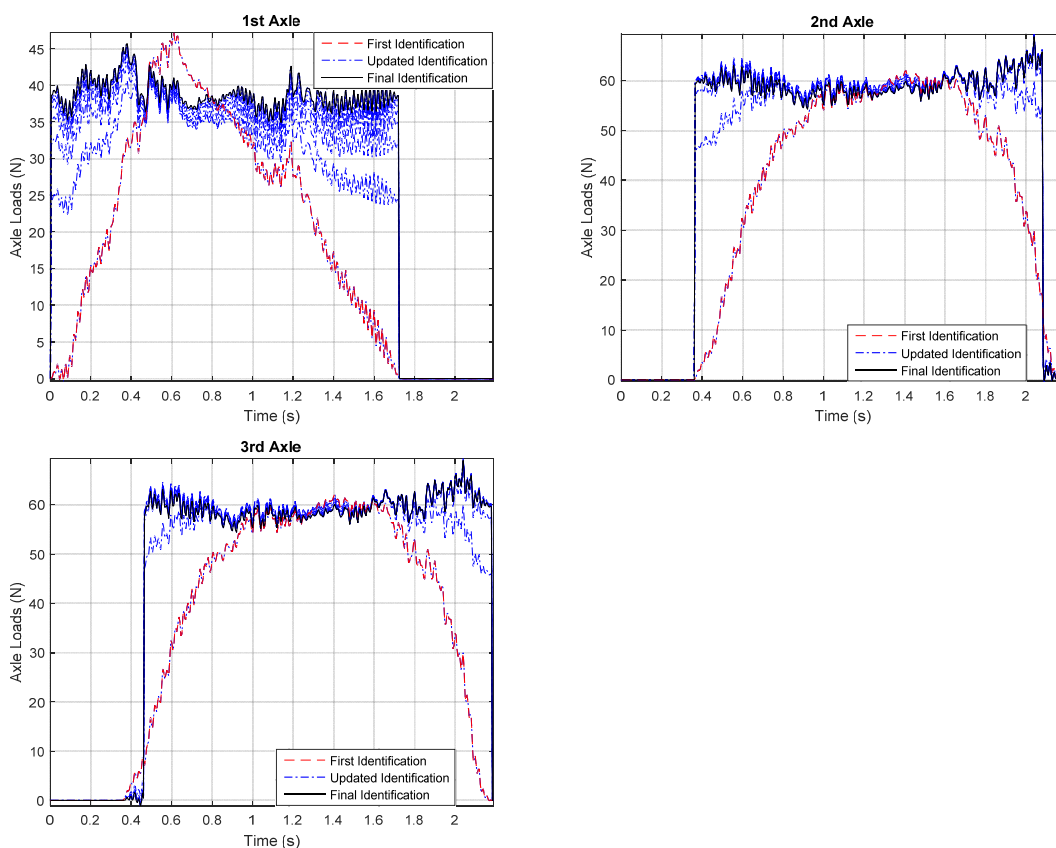 1st Axle
45
40
35
30
25
20
15
10
5
0
Axle Loads (N)
First Identification
Updated Identification
Final Identification
0 0.2 0.4 0.6 0.8 1 1.2 1.4 1.6 1.8 2
Time (s)
2nd Axle
60
50
40
30
20
10
0
Axle Loads (N)
First Identification
Updated Identification
Final Identification
0 0.2 0.4 0.6 0.8 1 1.2 1.4 1.6 1.8 2
Time (s)
3rd Axle
60
50
40
30
20
10
0
Axle Loads (N)
First Identification
Updated Identification
Final Identification
0 0.2 0.4 0.6 0.8 1 1.2 1.4 1.6 1.8 2
Time (s)